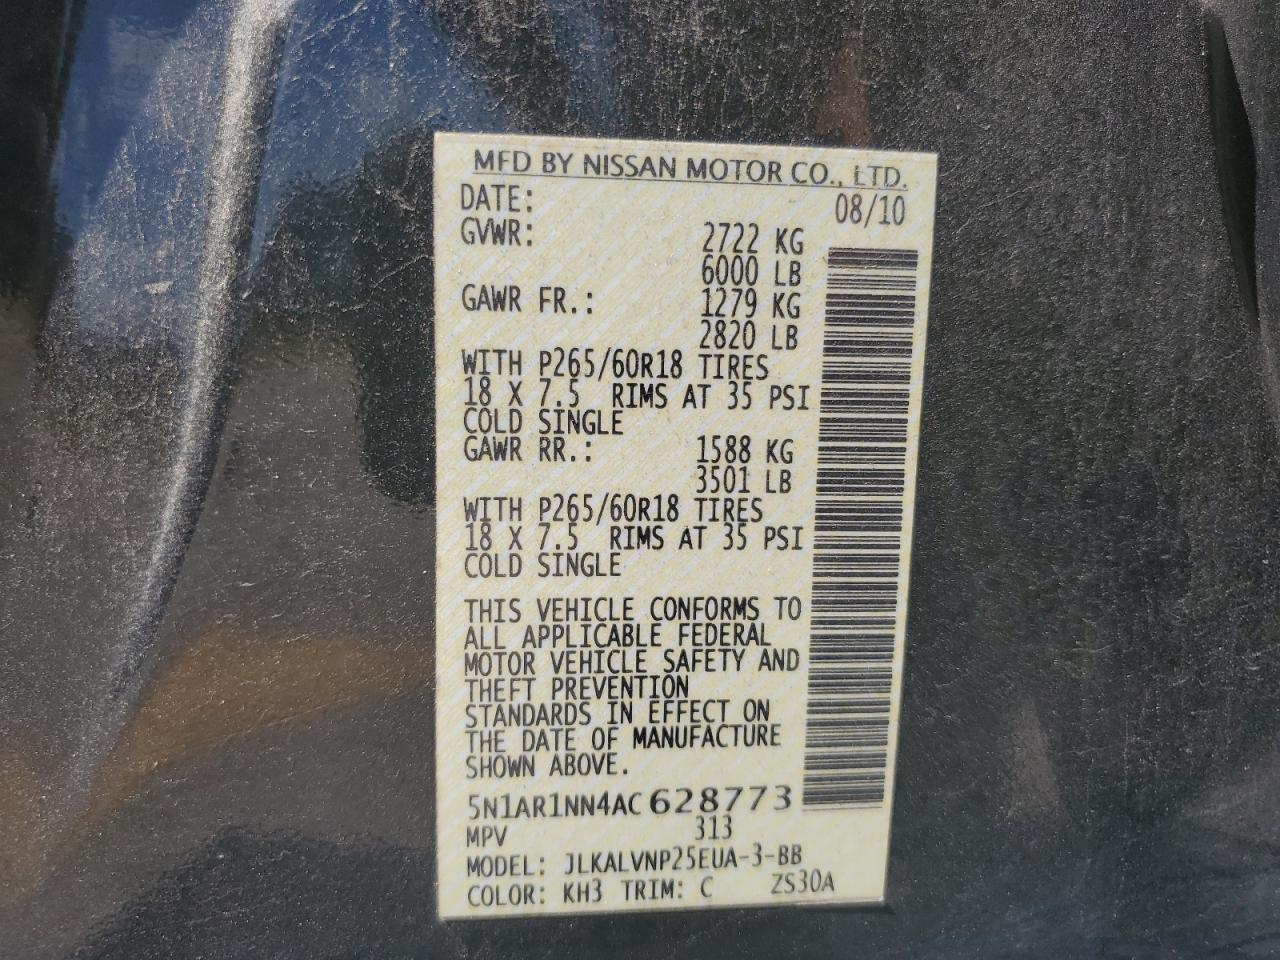 MFD BY NISSAN MOTOR CO., LTD.
DATE: 08/10
GVWR: 2722 KG
6000 LB
GAWR FR.: 1279 KG
2820 LB
WITH P265/60R18 TIRES
18 X 7.5 RIMS AT 35 PSI
COLD SINGLE
GAWR RR.: 1588 KG
3501 LB
WITH P265/60R18 TIRES
18 X 7.5 RIMS AT 35 PSI
COLD SINGLE
THIS VEHICLE CONFORMS TO
ALL APPLICABLE FEDERAL
MOTOR VEHICLE SAFETY AND
THEFT PREVENTION
STANDARDS IN EFFECT ON
THE DATE OF MANUFACTURE
SHOWN ABOVE.
5N1AR1NN4AC628773
MPV 313
MODEL: JLKALVNP25EUA-3-BB
COLOR: KH3 TRIM: C ZS30A